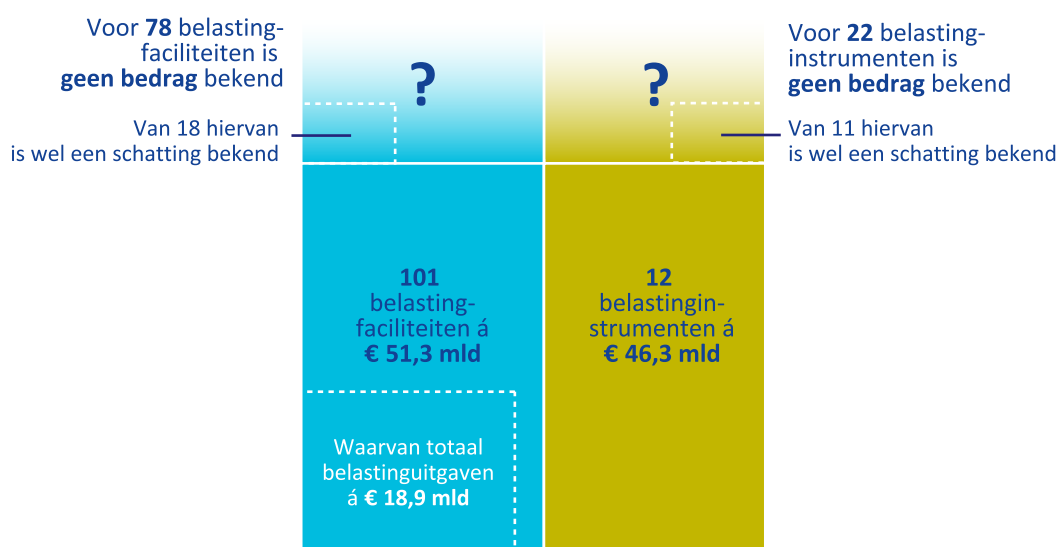 Voor 78 belasting-
faciliteiten is
geen bedrag bekend
Van 18 hiervan
is wel een schatting bekend
?
?
Voor 22 belasting-
instrumenten is
geen bedrag bekend
Van 11 hiervan
is wel een schatting bekend
101
belasting-
faciliteiten á
€ 51,3 mld
12
belastingin-
strumenten á
€ 46,3 mld
Waarvan totaal
belastinguitgaven
á € 18,9 mld